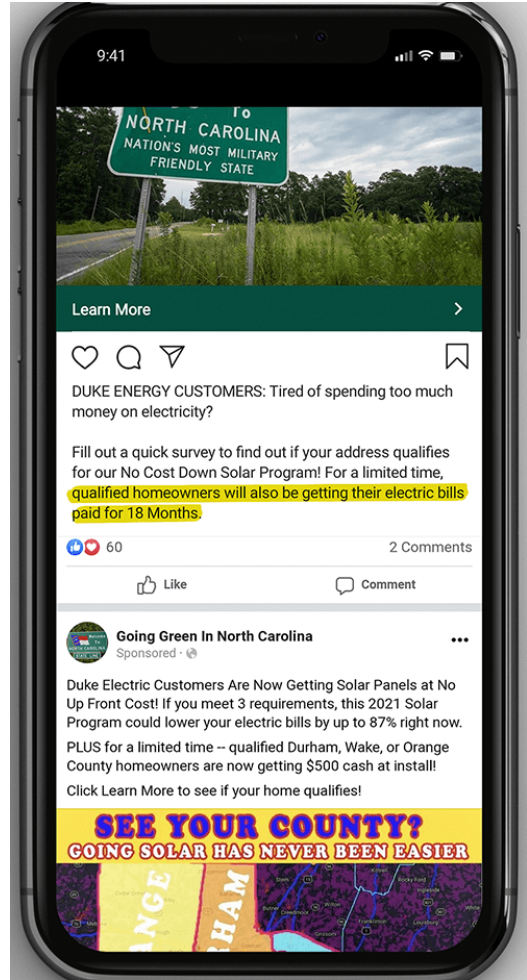 9:41
TO
NORTH CAROLINA
NATION'S MOST MILITARY
FRIENDLY STATE
Learn More
DUKE ENERGY CUSTOMERS: Tired of spending too much
money on electricity?
Fill out a quick survey to find out if your address qualifies
for our No Cost Down Solar Program! For a limited time,
qualified homeowners will also be getting their electric bills
paid for 18 Months.
60
2 Comments
Like
Comment
Going Green In North Carolina
Sponsored ·
Duke Electric Customers Are Now Getting Solar Panels at No
Up Front Cost! If you meet 3 requirements, this 2021 Solar
Program could lower your electric bills by up to 87% right now.
PLUS for a limited time -- qualified Durham, Wake, or Orange
County homeowners are now getting $500 cash at install!
Click Learn More to see if your home qualifies!
SEE YOUR COUNTY?
GOING SOLAR HAS NEVER BEEN EASIER
ANGE
HAM